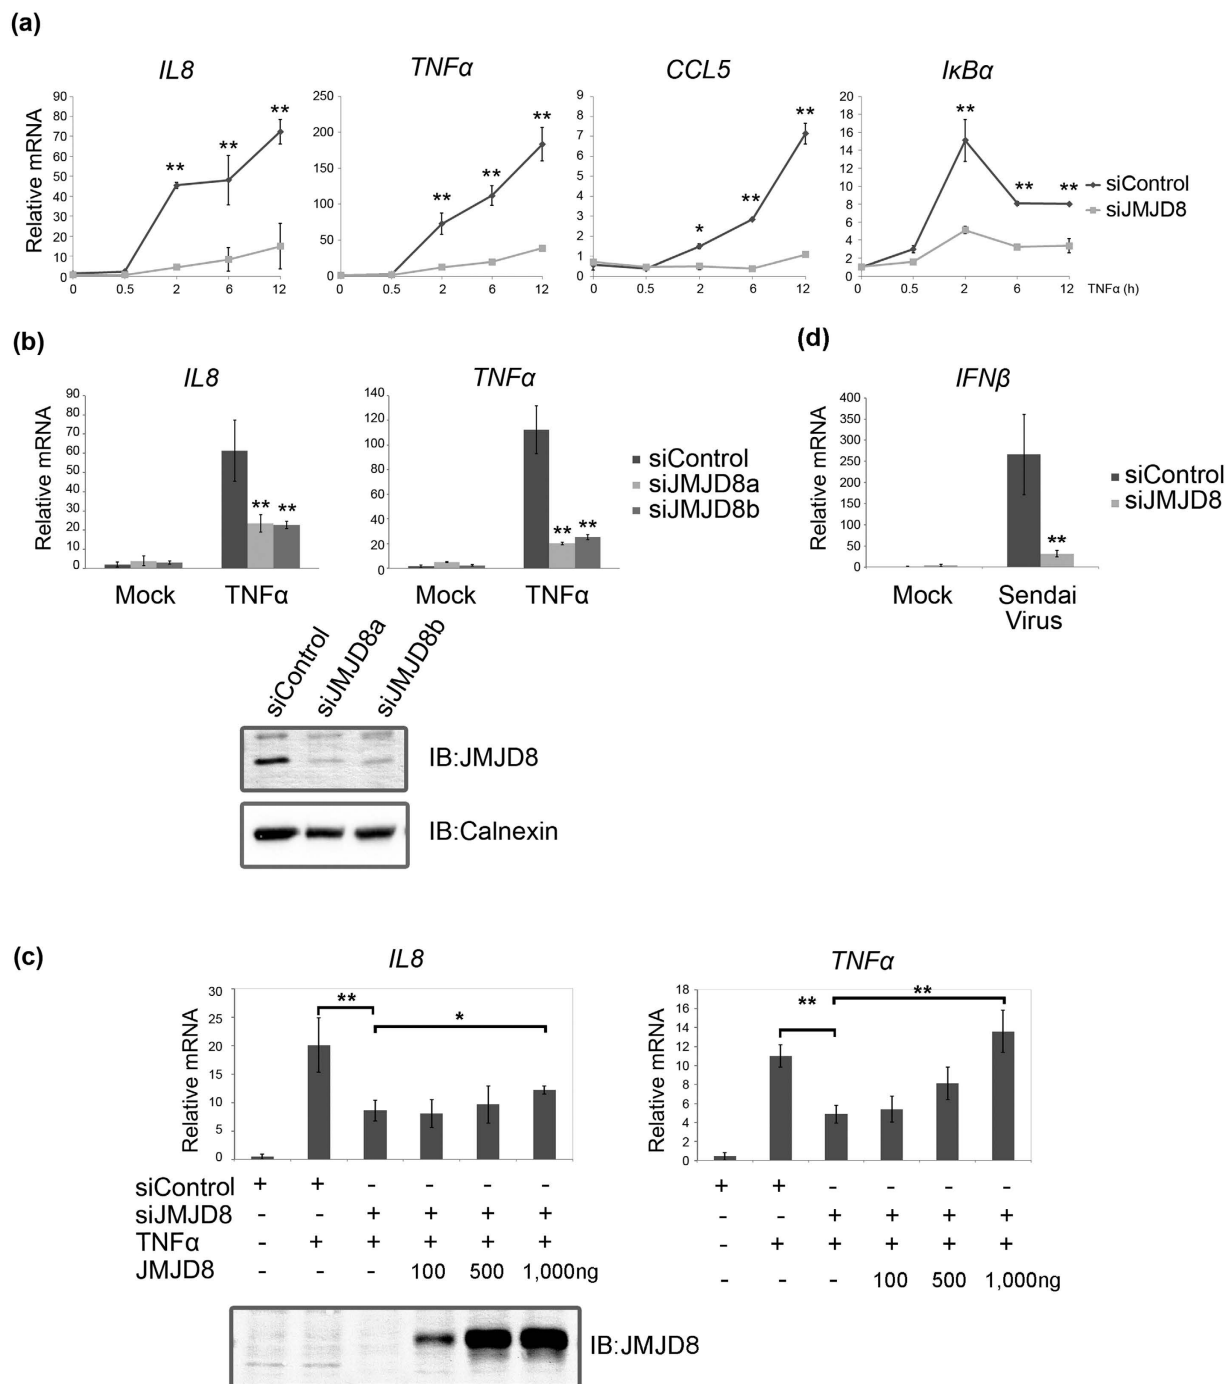 (a)
IL8
TNFα
CCL5
IκBα
Relative mRNA
90
80
70
60
50
40
30
20
10
0
** ** **
0 0.5 2 6 12
250
200
150
100
50
0
** ** **
0 0.5 2 6 12
9
8
7
6
5
4
3
2
1
0
* ** **
0 0.5 2 6 12
20
18
16
14
12
10
8
6
4
2
0
** ** **
0 0.5 2 6 12 TNFα (h)
siControl
siJMJD8
(b)
IL8
Relative mRNA
90
80
70
60
50
40
30
20
10
0
** **
Mock TNFα
TNFα
140
120
100
80
60
40
20
0
** **
Mock TNFα
siControl
siJMJD8a
siJMJD8b
(d)
IFNβ
Relative mRNA
400
350
300
250
200
150
100
50
0
**
Mock Sendai
Virus
siControl
siJMJD8
siControl
siJMJD8a
siJMJD8b
IB:JMJD8
IB:Calnexin
(c)
IL8
Relative mRNA
30
25
20
15
10
5
0
**
*
siControl + + - - - -
siJMJD8 - - + + + +
TNFα - + + + + +
JMJD8 - - - 100 500 1,000ng
IB:JMJD8
TNFα
Relative mRNA
18
16
14
12
10
8
6
4
2
0
** **
+ + - - - -
- - + + + +
- + + + + +
- - - 100 500 1,000ng